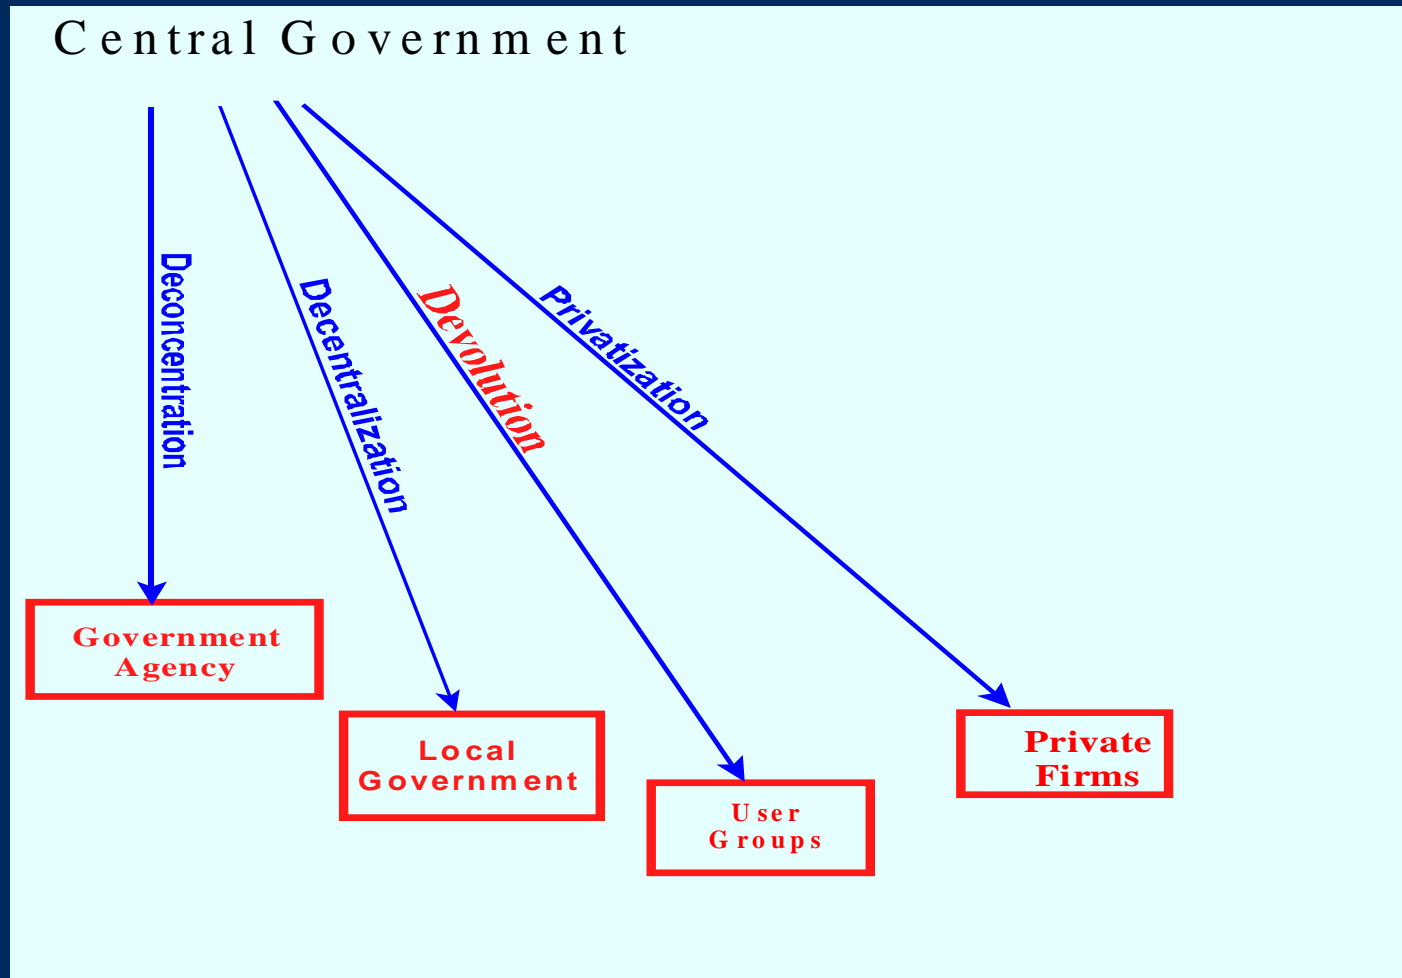 Central Government
Deconcentration
Decentralization
Devolution
Privatization
Government
Agency
Local
Government
User
Groups
Private
Firms